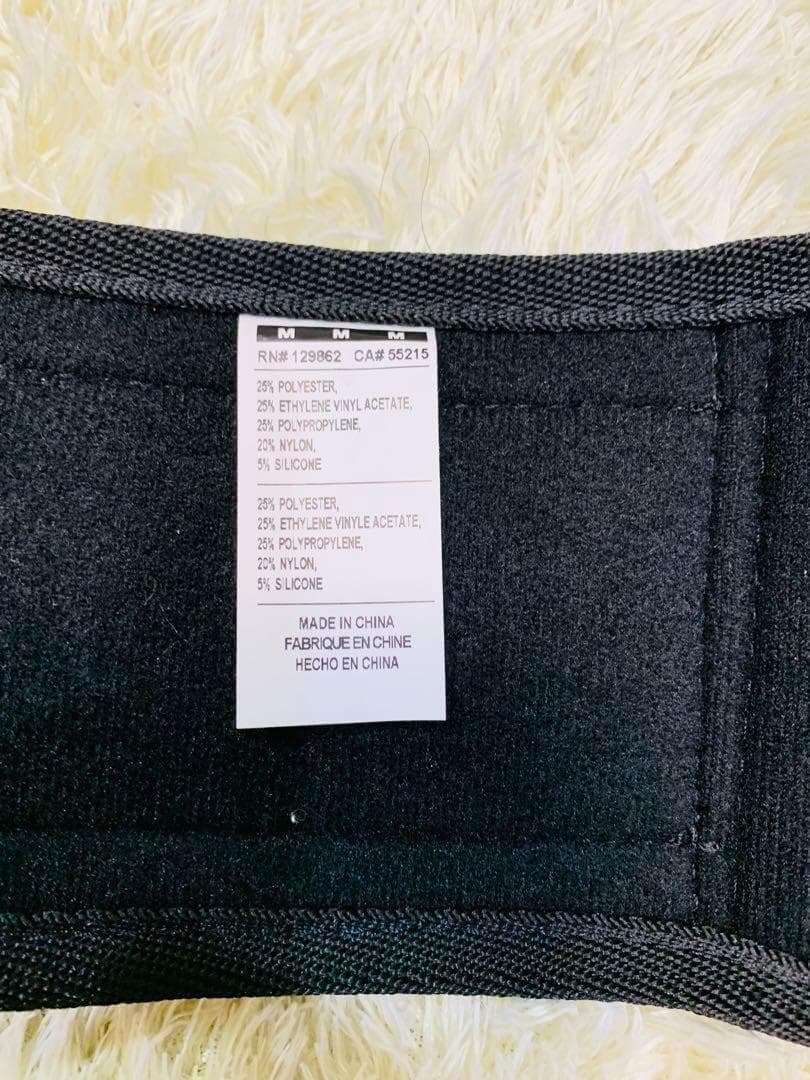 M M M
RN# 129862 CA# 55215
25% POLYESTER,
25% ETHYLENE VINYL ACETATE,
25% POLYPROPYLENE,
20% NYLON,
5% SILICONE
25% POLYESTER,
25% ETHYLENE VINYLE ACETATE,
25% POLYPROPYLENE,
20% NYLON,
5% SILICONE
MADE IN CHINA
FABRIQUE EN CHINE
HECHO EN CHINA